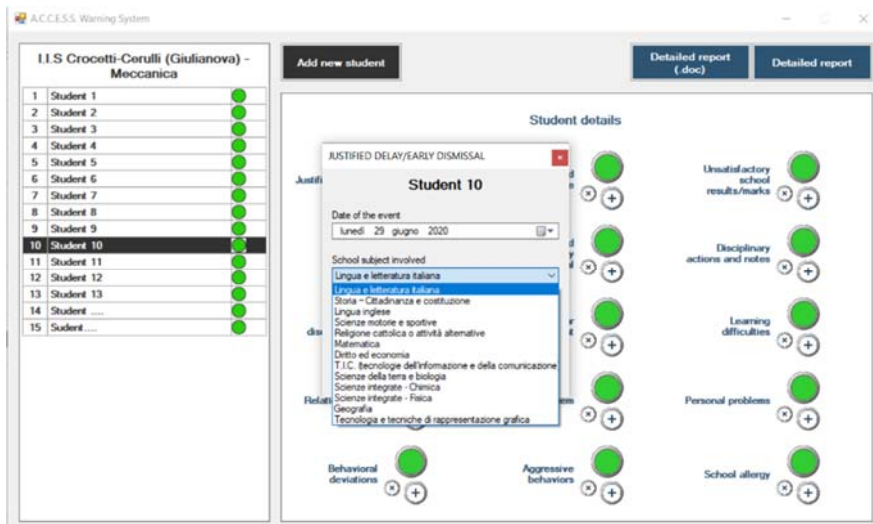 A.C.C.E.S.S. Warning System
I.I.S Crocetti-Cerulli (Giulianova) -
Meccanica
1 Student 1
2 Student 2
3 Student 3
4 Student 4
5 Student 5
6 Student 6
7 Student 7
8 Student 8
9 Student 9
10 Student 10
11 Student 11
12 Student 12
13 Student 13
14 Student ....
15 Sudent....
Add new student
Detailed report
(.doc)
Detailed report
Student details
JUSTIFIED DELAY/EARLY DISMISSAL
Student 10
Date of the event
lunedì 29 giugno 2020
School subject involved
Lingua e letteratura italiana
Lingua e letteratura italiana
Storia – Cittadinanza e costituzione
Lingua inglese
Scienze motorie e sportive
Religione cattolica o attività alternative
Matematica
Diritto ed economia
T.I.C. (tecnologie dell'informazione e della comunicazione
Scienze della terra e biologia
Scienze integrate - Chimica
Scienze integrate - Fisica
Geografia
Tecnologia e tecniche di rappresentazione grafica
Unsatisfactory
school
results/marks
Disciplinary
actions and notes
Learning
difficulties
Personal problems
Behavioral
deviations
Aggressive
behaviors
School allergy